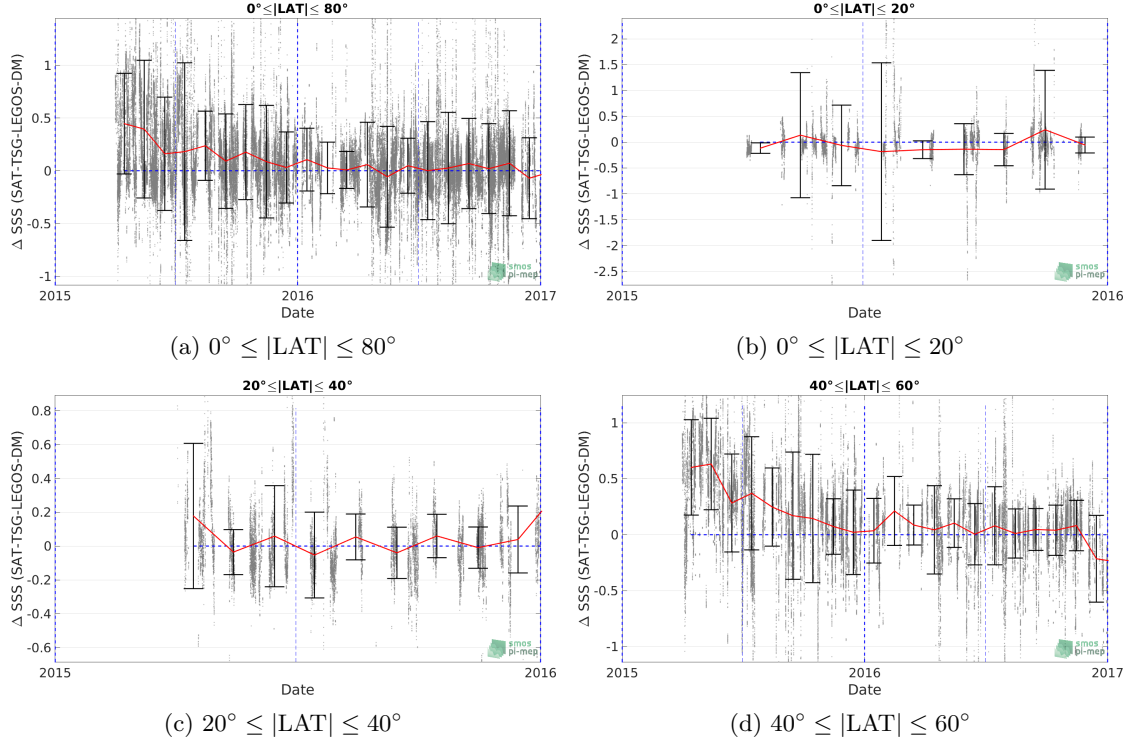 0°≤|LAT|≤ 80°
Δ SSS (SAT-TSG-LEGOS-DM)
1
0.5
0
-0.5
-1
2015
2016
2017
Date
smos
pi-mep
(a) 0° ≤ |LAT| ≤ 80°
0°≤|LAT|≤ 20°
Δ SSS (SAT-TSG-LEGOS-DM)
2
1.5
1
0.5
0
-0.5
-1
-1.5
-2
-2.5
2015
2016
Date
smos
pi-mep
(b) 0° ≤ |LAT| ≤ 20°
20°≤|LAT|≤ 40°
Δ SSS (SAT-TSG-LEGOS-DM)
0.8
0.6
0.4
0.2
0
-0.2
-0.4
-0.6
2015
2016
Date
smos
pi-mep
(c) 20° ≤ |LAT| ≤ 40°
40°≤|LAT|≤ 60°
Δ SSS (SAT-TSG-LEGOS-DM)
1
0.5
0
-0.5
-1
2015
2016
2017
Date
smos
pi-mep
(d) 40° ≤ |LAT| ≤ 60°